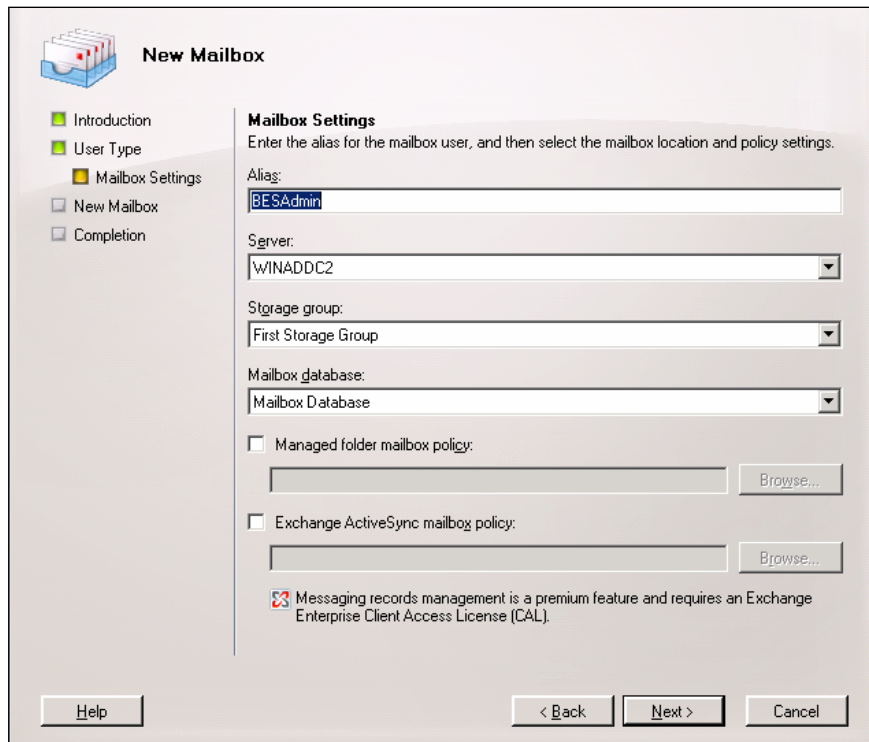 New Mailbox
Introduction
User Type
Mailbox Settings
New Mailbox
Completion
Mailbox Settings
Enter the alias for the mailbox user, and then select the mailbox location and policy settings.
Alias:
BESAdmin
Server:
WINADDC2
Storage group:
First Storage Group
Mailbox database:
Mailbox Database
Managed folder mailbox policy:
Browse...
Exchange ActiveSync mailbox policy:
Browse...
Messaging records management is a premium feature and requires an Exchange
Enterprise Client Access License (CAL).
Help
< Back
Next >
Cancel